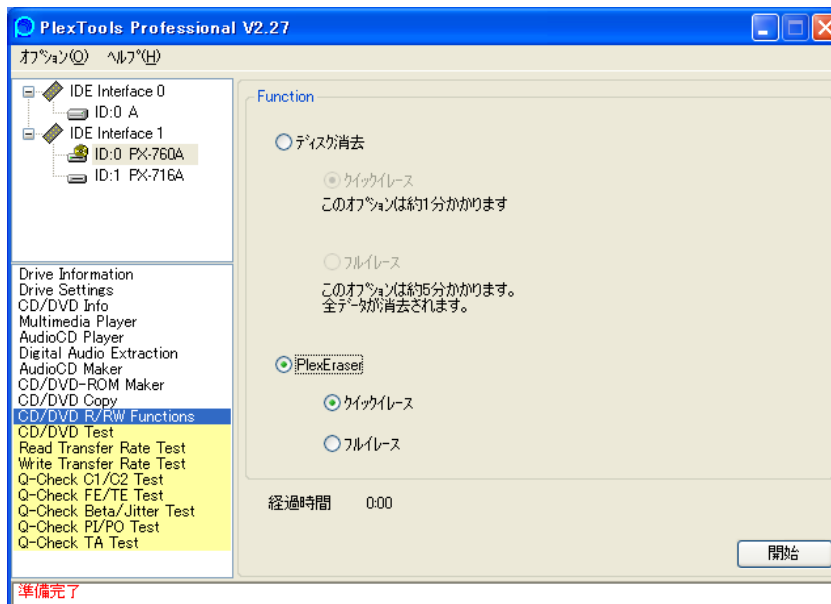 PlexTools Professional V2.27
オプション(O) ヘルプ(H)
IDE Interface 0
ID:0 A
IDE Interface 1
ID:0 PX-760A
ID:1 PX-716A
Drive Information
Drive Settings
CD/DVD Info
Multimedia Player
AudioCD Player
Digital Audio Extraction
AudioCD Maker
CD/DVD-ROM Maker
CD/DVD Copy
CD/DVD R/RW Functions
CD/DVD Test
Read Transfer Rate Test
Write Transfer Rate Test
Q-Check C1/C2 Test
Q-Check FE/TE Test
Q-Check Beta/Jitter Test
Q-Check PI/PO Test
Q-Check TA Test
Function
ディスク消去
クイックイレース
このオプションは約1分かかります
フルイレース
このオプションは約5分かかります。
全データが消去されます。
PlexEraser
クイックイレース
フルイレース
経過時間 0:00
開始
準備完了